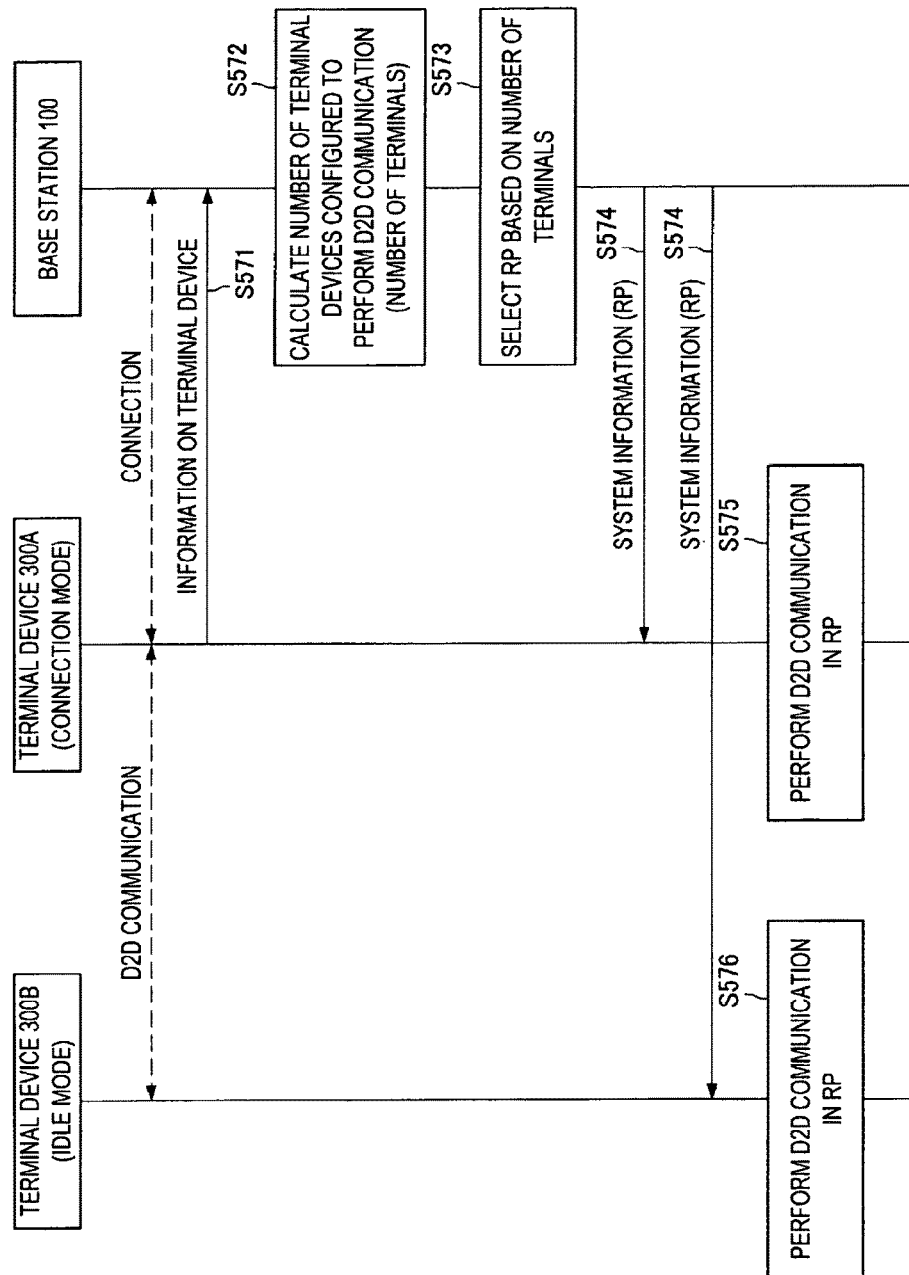 TERMINAL DEVICE 300B
(IDLE MODE)
TERMINAL DEVICE 300A
(CONNECTION MODE)
BASE STATION 100
D2D COMMUNICATION
CONNECTION
INFORMATION ON TERMINAL DEVICE
S571
S572
CALCULATE NUMBER OF TERMINAL
DEVICES CONFIGURED TO
PERFORM D2D COMMUNICATION
(NUMBER OF TERMINALS)
S573
SELECT RP BASED ON NUMBER OF
TERMINALS
SYSTEM INFORMATION (RP)
S574
SYSTEM INFORMATION (RP)
S574
S575
PERFORM D2D COMMUNICATION
IN RP
S576
PERFORM D2D COMMUNICATION
IN RP